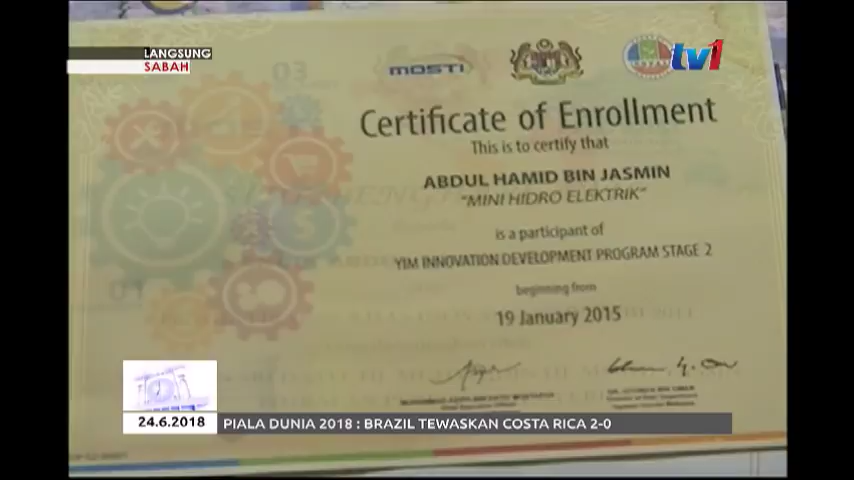 LANGSUNG
SABAH
03
MOSTI
tv1
Certificate of Enrollment
This is to certify that
ABDUL HAMID BIN JASMIN
"MINI HIDRO ELEKTRIK"
is a participant of
YIM INNOVATION DEVELOPMENT PROGRAM STAGE 2
beginning from
19 January 2015
24.6.2018
PIALA DUNIA 2018 : BRAZIL TEWASKAN COSTA RICA 2-0